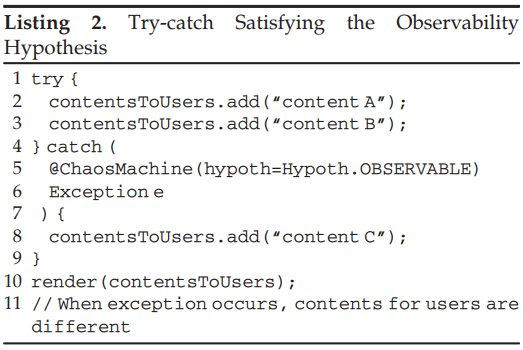 Listing 2. Try-catch Satisfying the Observability
Hypothesis
1 try {
2   contentsToUsers.add(“content A”);
3   contentsToUsers.add(“content B”);
4 } catch (
5   @ChaosMachine(hypoth=Hypoth.OBSERVABLE)
6   Exception e
7  ) {
8   contentsToUsers.add(“content C”);
9 }
10 render(contentsToUsers);
11 // When exception occurs, contents for users are
different